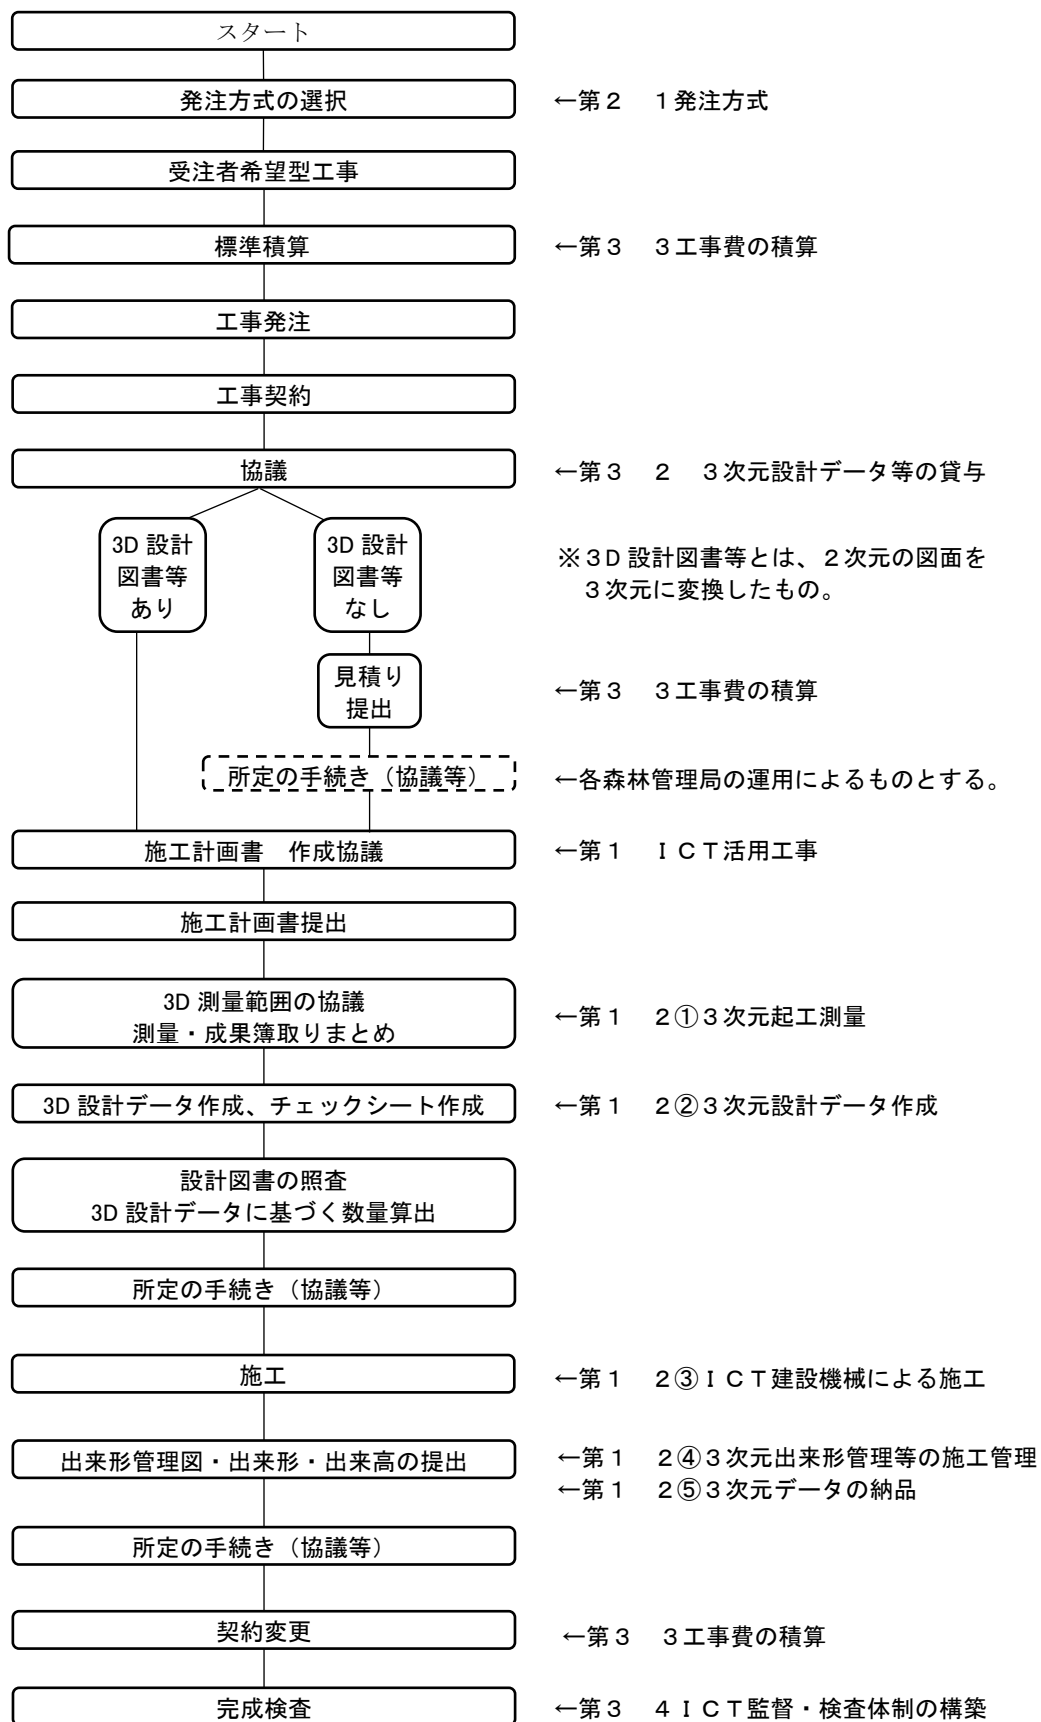 スタート
発注方式の選択　←第２　１発注方式
受注者希望型工事
標準積算　←第３　３工事費の積算
工事発注
工事契約
協議　←第３　２　３次元設計データ等の貸与
3D 設計
図書等
あり
3D 設計
図書等
なし
※３D 設計図書等とは、２次元の図面を
３次元に変換したもの。
見積り
提出
←第３　３工事費の積算
所定の手続き（協議等）　←各森林管理局の運用によるものとする。
施工計画書　作成協議　←第１　ＩＣＴ活用工事
施工計画書提出
3D 測量範囲の協議
測量・成果簿取りまとめ
←第１　２①３次元起工測量
3D 設計データ作成、チェックシート作成　←第１　２②３次元設計データ作成
設計図書の照査
3D 設計データに基づく数量算出
所定の手続き（協議等）
施工　←第１　２③ＩＣＴ建設機械による施工
出来形管理図・出来形・出来高の提出　←第１　２④３次元出来形管理等の施工管理
←第１　２⑤３次元データの納品
所定の手続き（協議等）
契約変更　←第３　３工事費の積算
完成検査　←第３　４ＩＣＴ監督・検査体制の構築